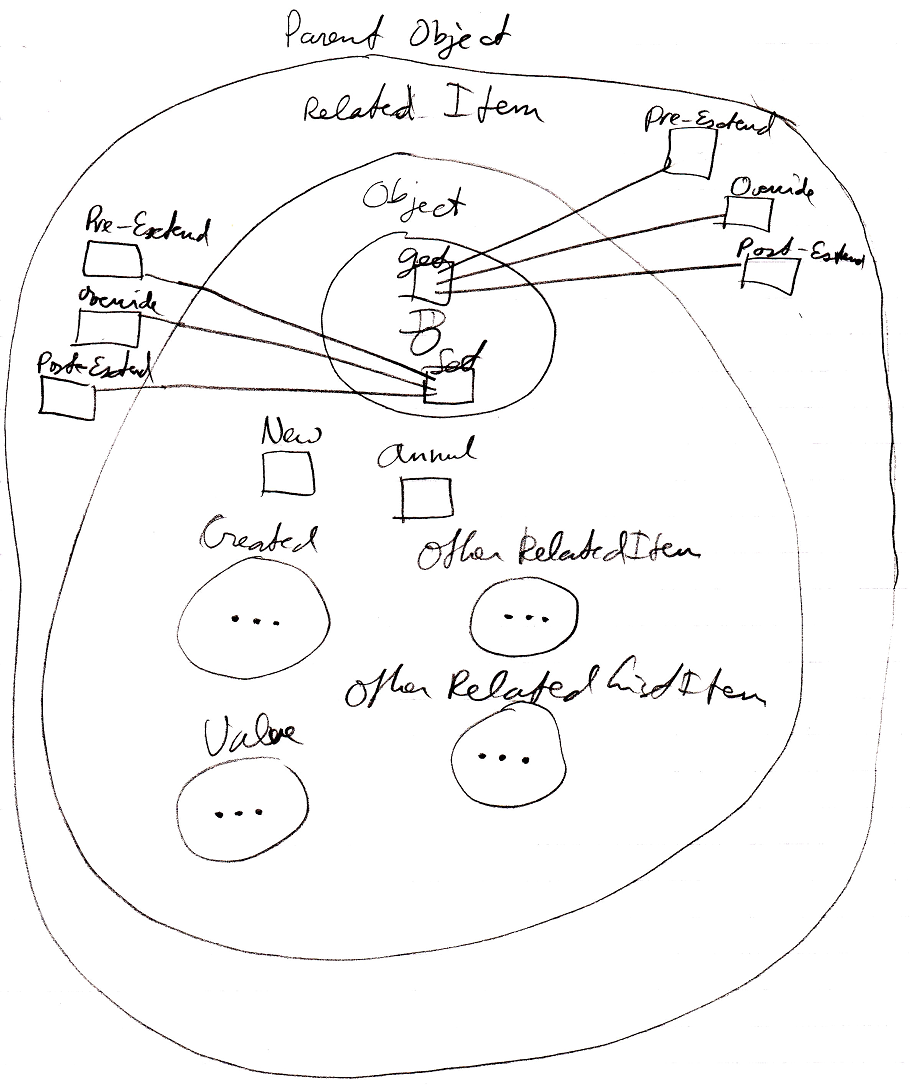 Parent Object
Related Item
Pre-Extend
Object
Override
Pre-Extend
Get
Post-Extend
Override
Set
Post-Extend
New
Annul
Created
Other RelatedItem
...
...
Other RelatedListItem
Value
...
...